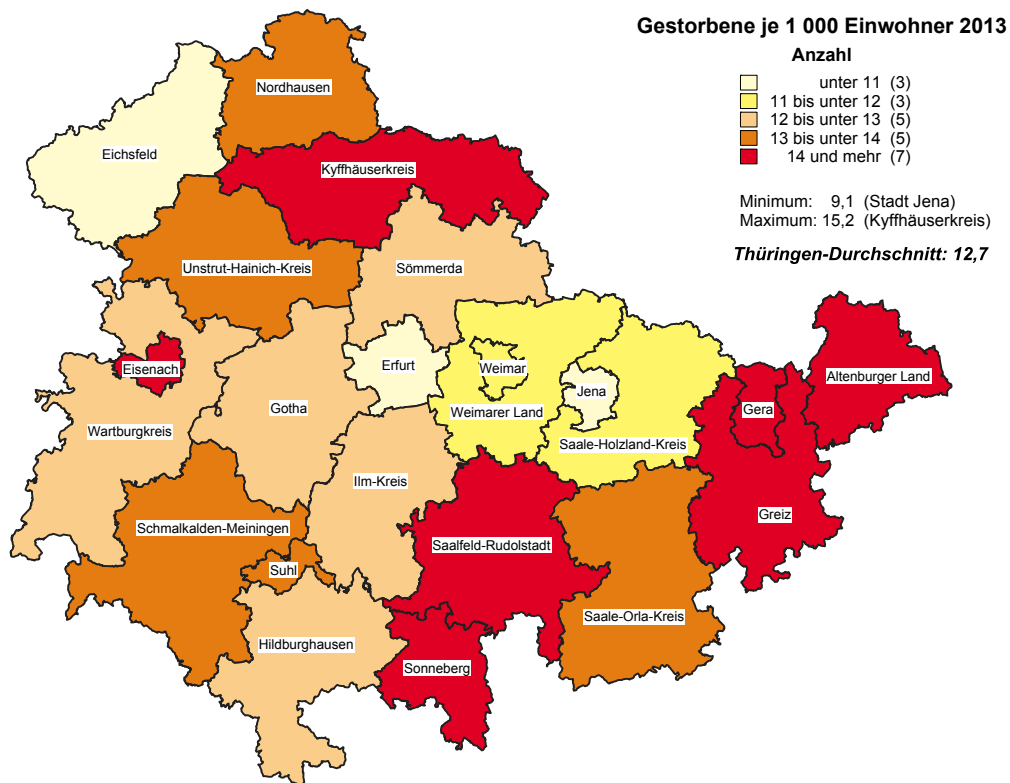 Gestorbene je 1 000 Einwohner 2013
Anzahl
unter 11 (3)
11 bis unter 12 (3)
12 bis unter 13 (5)
13 bis unter 14 (5)
14 und mehr (7)
Minimum: 9,1 (Stadt Jena)
Maximum: 15,2 (Kyffhäuserkreis)
Thüringen-Durchschnitt: 12,7
Nordhausen
Eichsfeld
Kyffhäuserkreis
Unstrut-Hainich-Kreis
Sömmerda
Eisenach
Erfurt
Weimar
Jena
Altenburger Land
Gotha
Weimarer Land
Gera
Wartburgkreis
Saale-Holzland-Kreis
Ilm-Kreis
Greiz
Schmalkalden-Meiningen
Saalfeld-Rudolstadt
Suhl
Saale-Orla-Kreis
Hildburghausen
Sonneberg